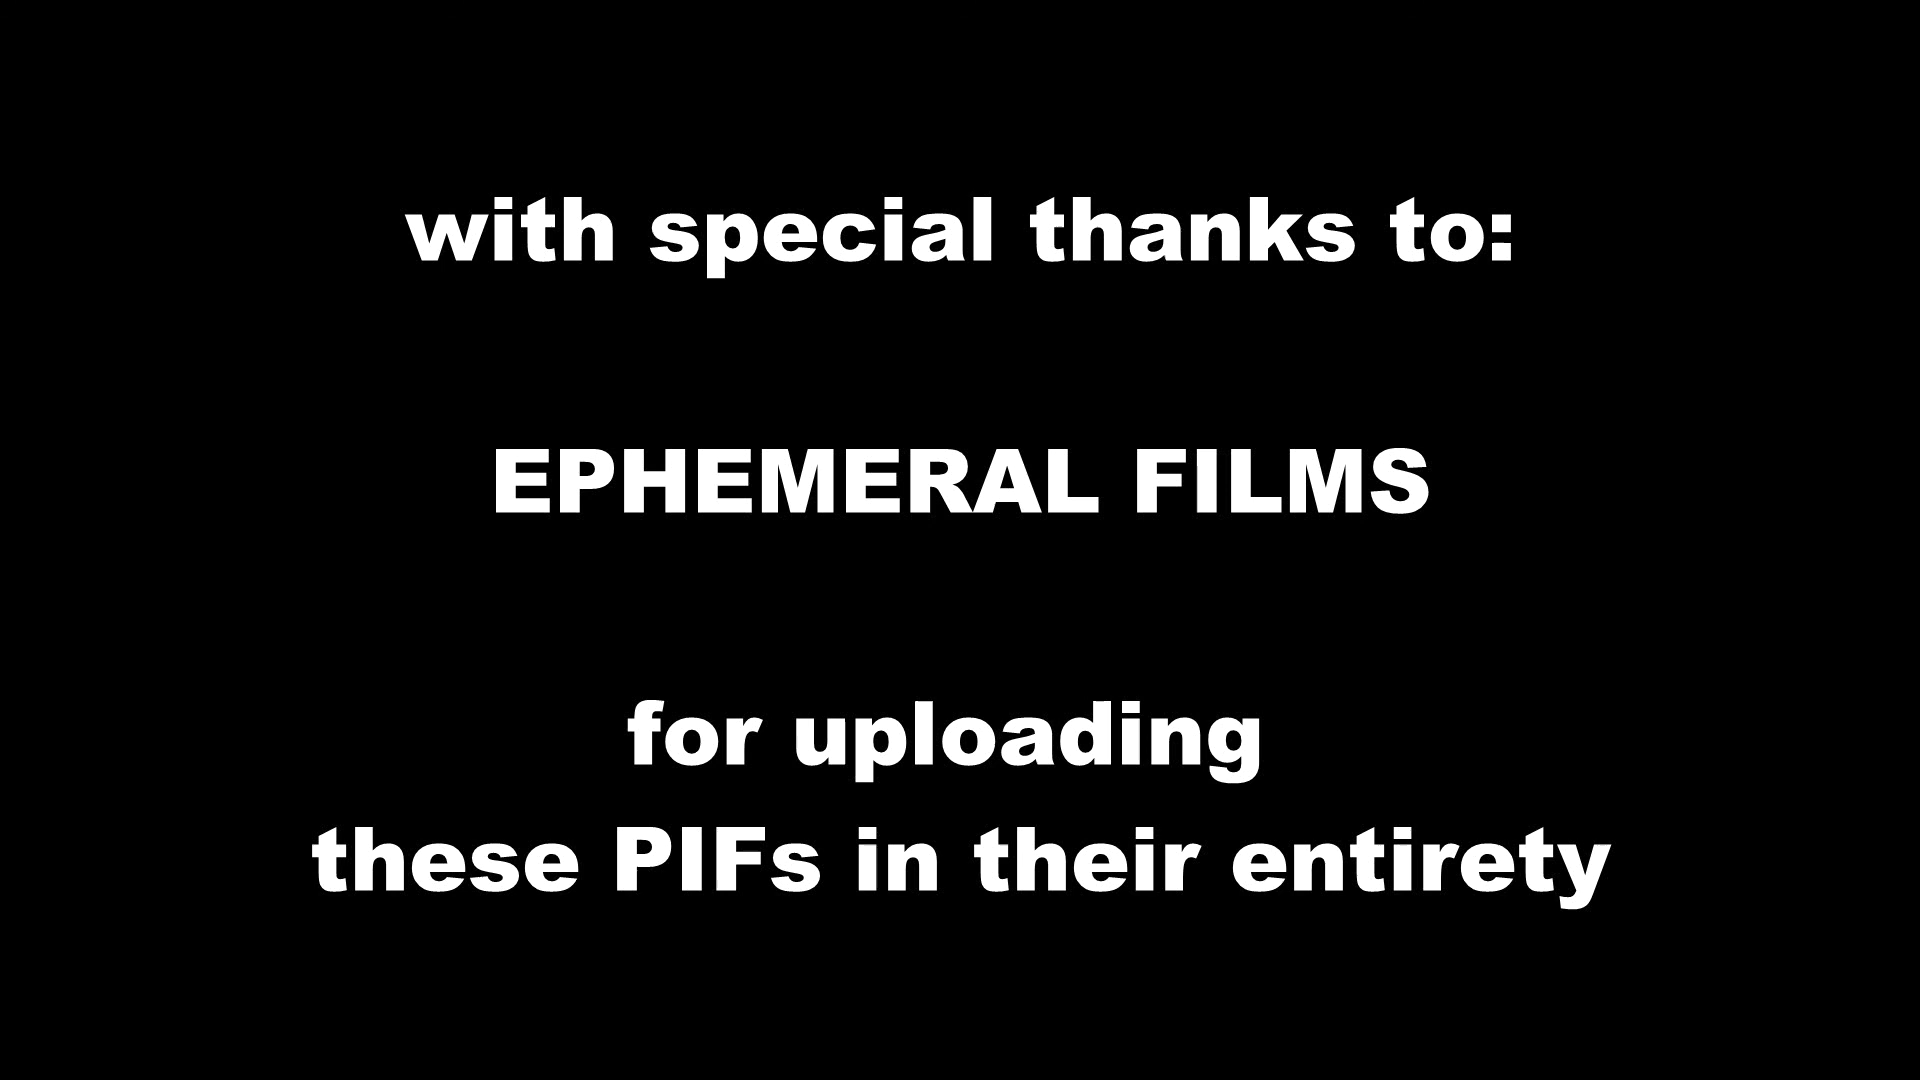 with special thanks to:
EPHEMERAL FILMS
for uploading
these PIFs in their entirety